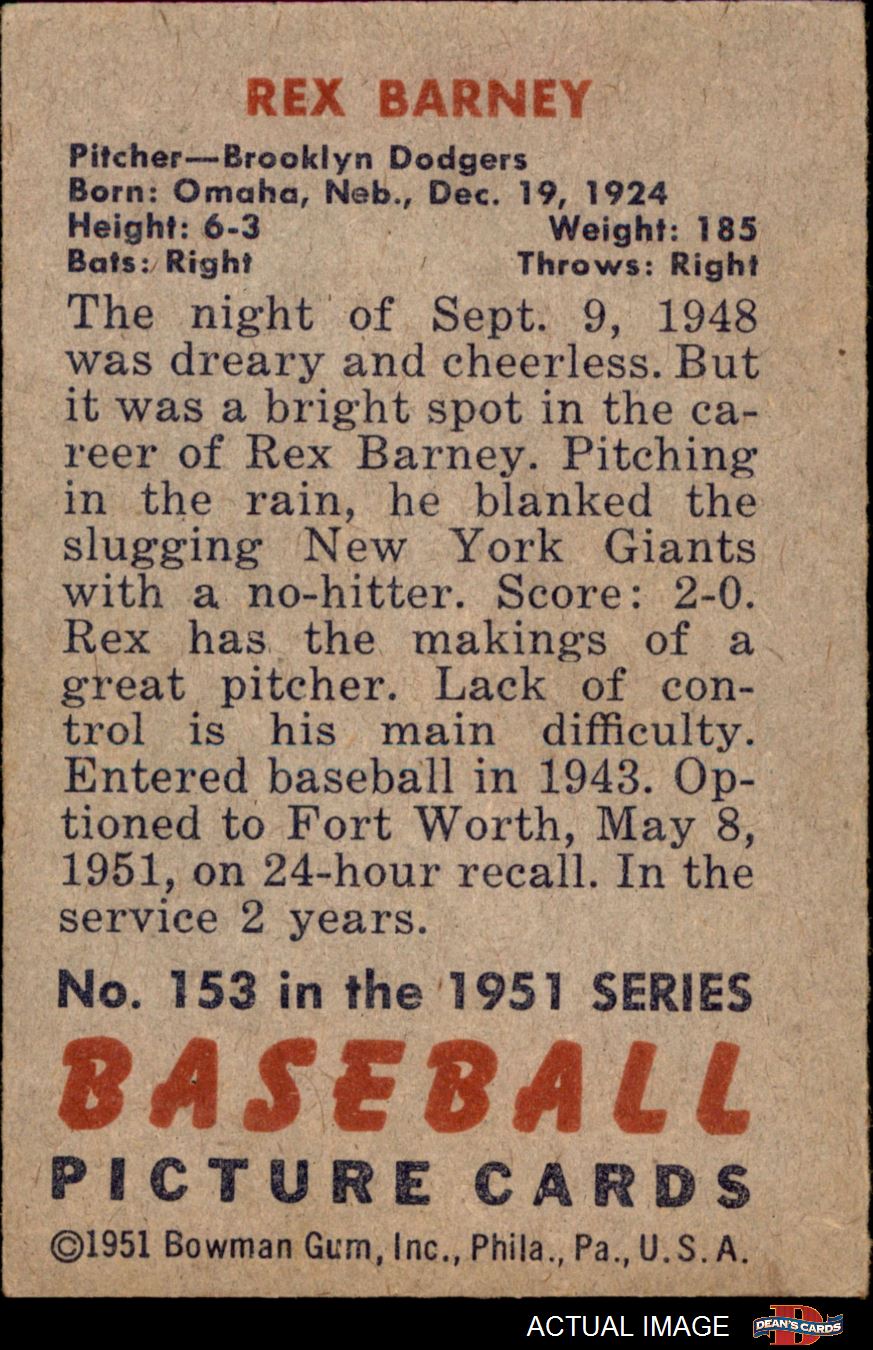 REX BARNEY
Pitcher—Brooklyn Dodgers
Born: Omaha, Neb., Dec. 19, 1924
Height: 6-3 Weight: 185
Bats: Right Throws: Right
The night of Sept. 9, 1948
was dreary and cheerless. But
it was a bright spot in the ca-
reer of Rex Barney. Pitching
in the rain, he blanked the
slugging New York Giants
with a no-hitter. Score: 2-0.
Rex has the makings of a
great pitcher. Lack of con-
trol is his main difficulty.
Entered baseball in 1943. Op-
tioned to Fort Worth, May 8,
1951, on 24-hour recall. In the
service 2 years.
No. 153 in the 1951 SERIES
BASEBALL
PICTURE CARDS
©1951 Bowman Gum, Inc., Phila., Pa., U.S.A.
ACTUAL IMAGE
D
DEAN'S CARDS